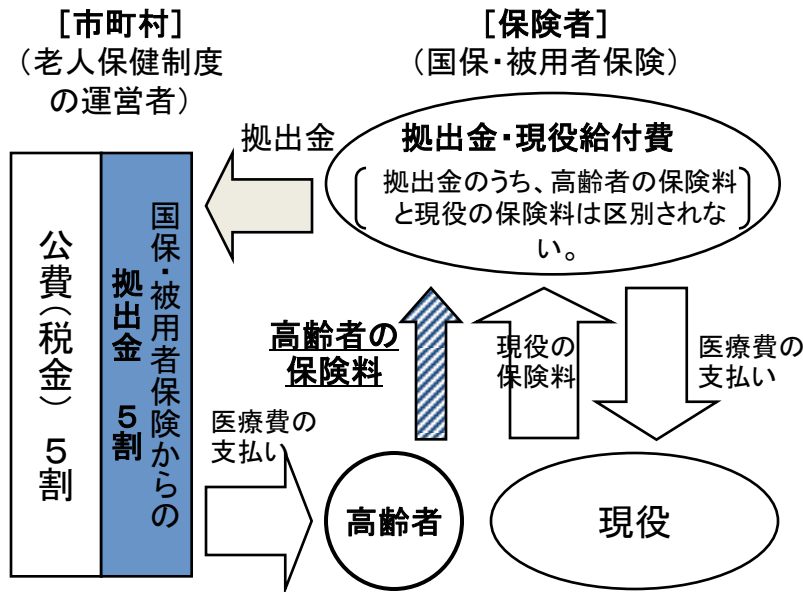 ［市町村］
（老人保健制度
の運営者）
［保険者］
（国保・被用者保険）
拠出金
拠出金・現役給付費
拠出金のうち、高齢者の保険料
と現役の保険料は区別されな
い。
公費（税金） ５割
国保・被用者保険からの
拠出金 ５割
高齢者の
保険料
現役の
保険料
医療費の
支払い
医療費の
支払い
高齢者
現役